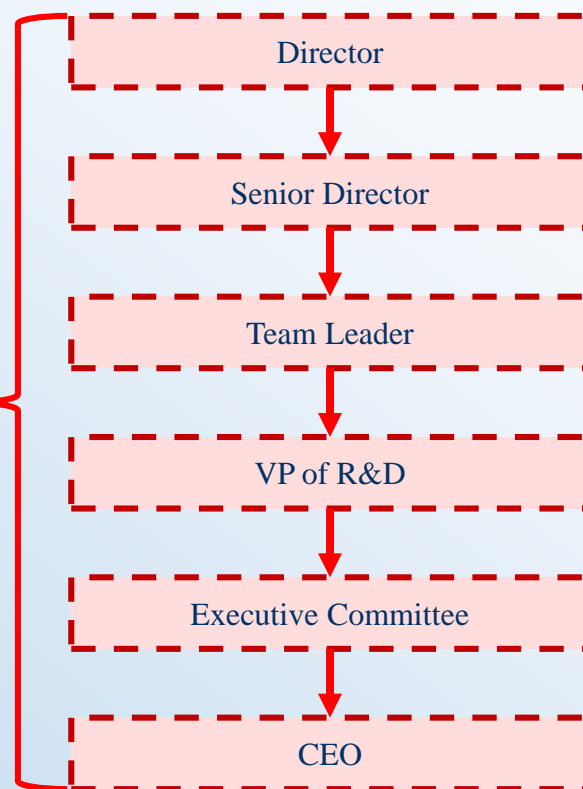 Director
Senior Director
Team Leader
VP of R&D
Executive Committee
CEO